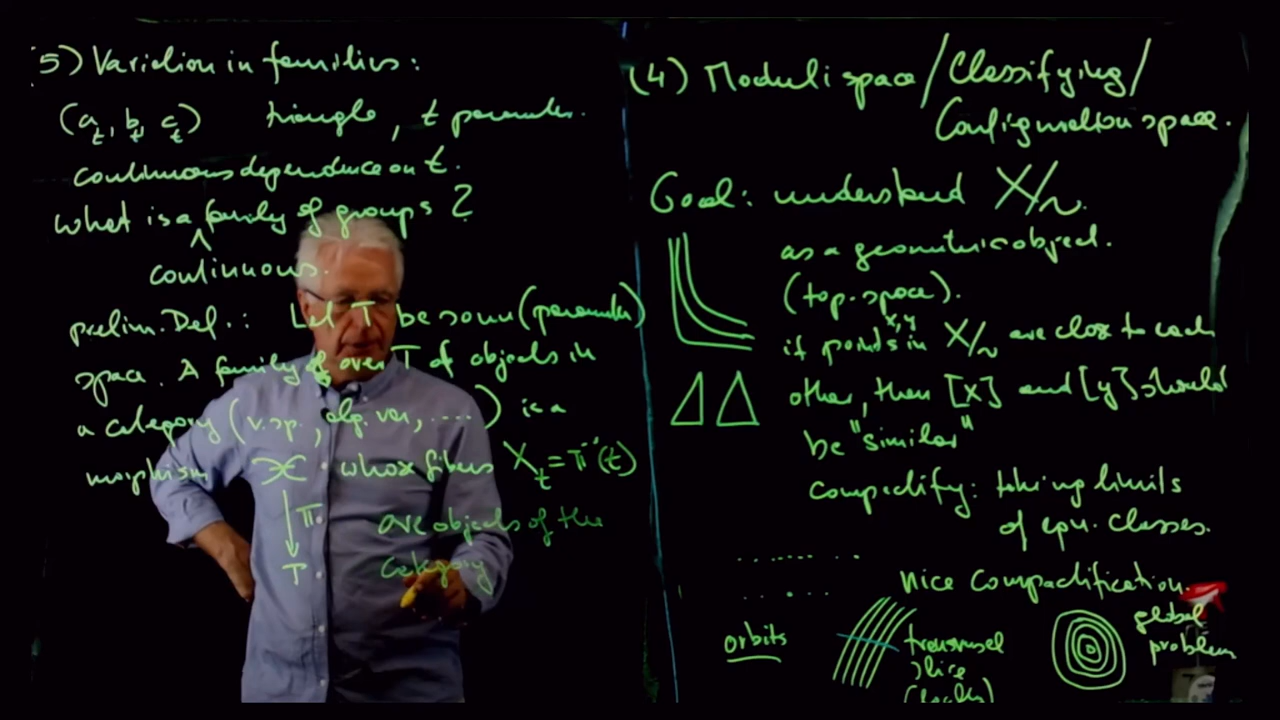 (5) Variation in families:
(a_t, b_t, c_t) triangle, t parameter.
continuous dependence on t.
What is a family of groups?
^
continuous.
prelim. Def.: Let T be some (parameter)
space. A family of over T of objects in
a category (v.sp., alg. var, ....) is a
morphism X whose fibers X_t = π^{-1}(t)
↓ π are objects of the
T category
(4) Moduli space / Classifying /
Configuration space.
Goal: understand X/~
as a geometric object.
(top. space).
if points x, y in X/~ are close to each
other, then [x] and [y] should
be "similar"
compactify: taking limits
of equ. classes.
nice compactification.
orbits
transversal
slice
(locally)
global
problem